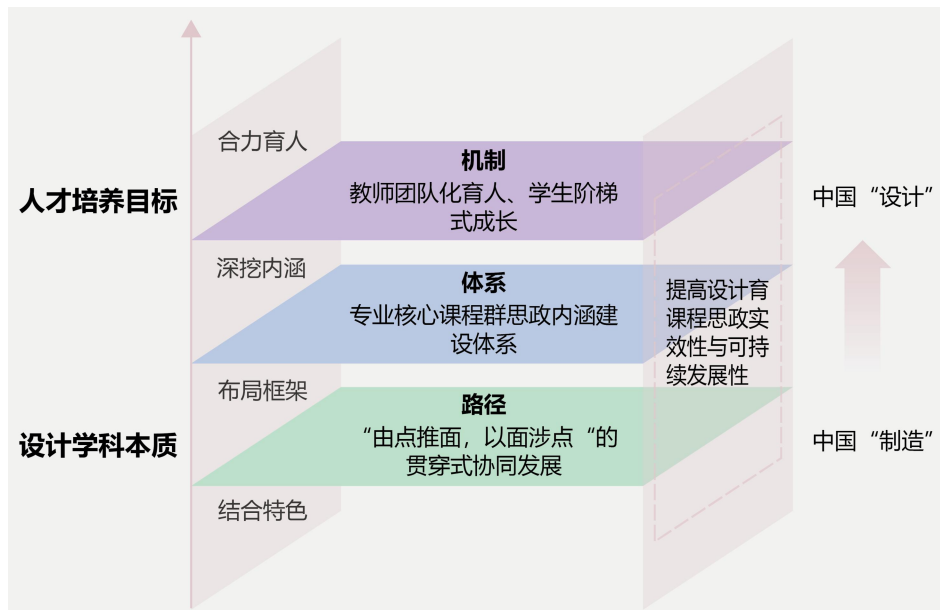 合力育人
机制
教师团队化育人、学生阶梯
式成长
人才培养目标
中国“设计”
深挖内涵
体系
专业核心课程群思政内涵建
设体系
提高设计育
课程思政实
效性与可持
续发展性
布局框架
路径
“由点推面，以面涉点“的
贯穿式协同发展
设计学科本质
中国“制造”
结合特色